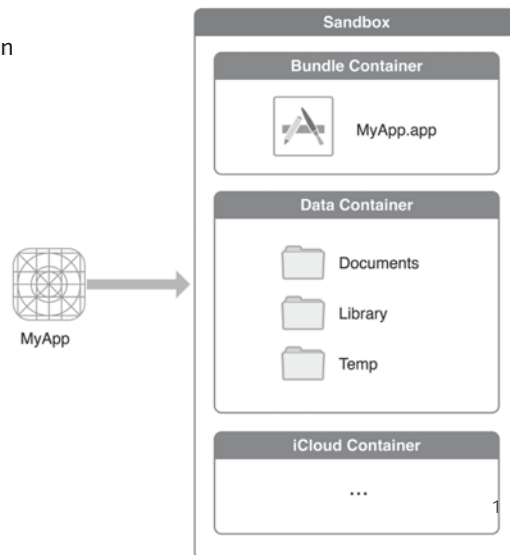 n
Sandbox
Bundle Container
MyApp.app
Data Container
Documents
Library
Temp
MyApp
iCloud Container
...
1